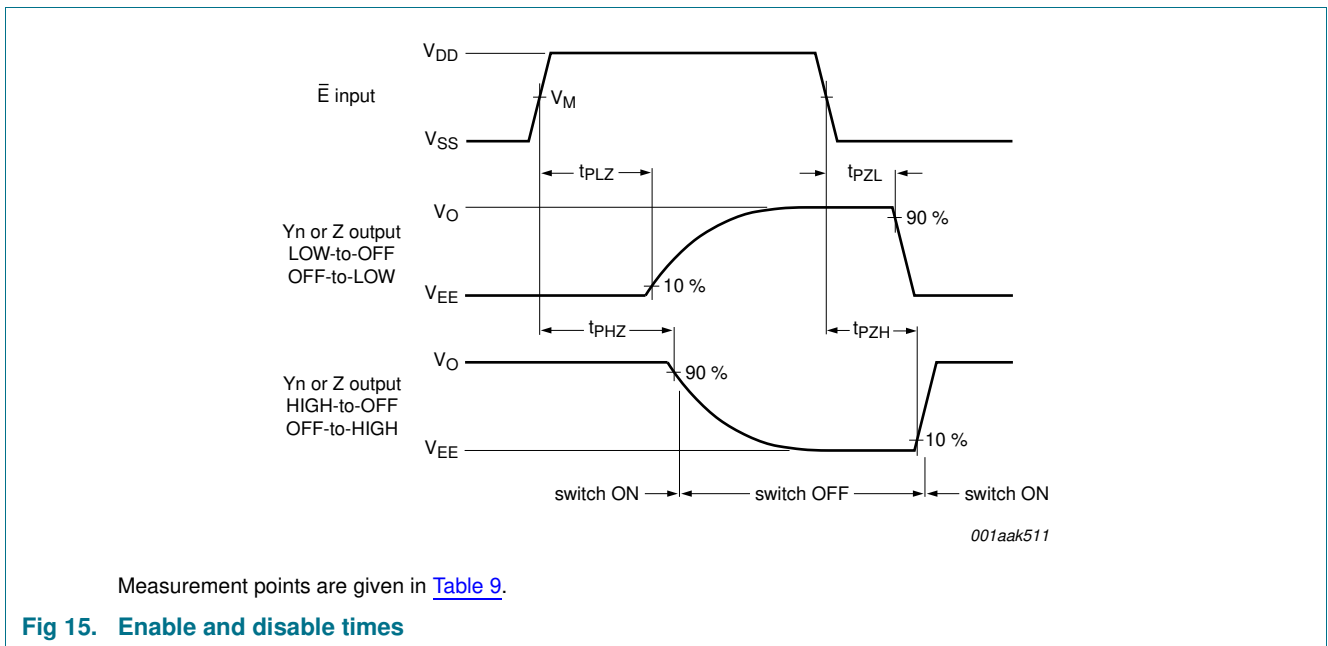 V_DD
Ē input
V_M
V_SS
t_PLZ
t_PZL
V_O
90 %
Yn or Z output
LOW-to-OFF
OFF-to-LOW
10 %
V_EE
t_PHZ
t_PZH
V_O
90 %
Yn or Z output
HIGH-to-OFF
OFF-to-HIGH
10 %
V_EE
switch ON switch OFF switch ON
001aak511
Measurement points are given in Table 9.
Fig 15. Enable and disable times